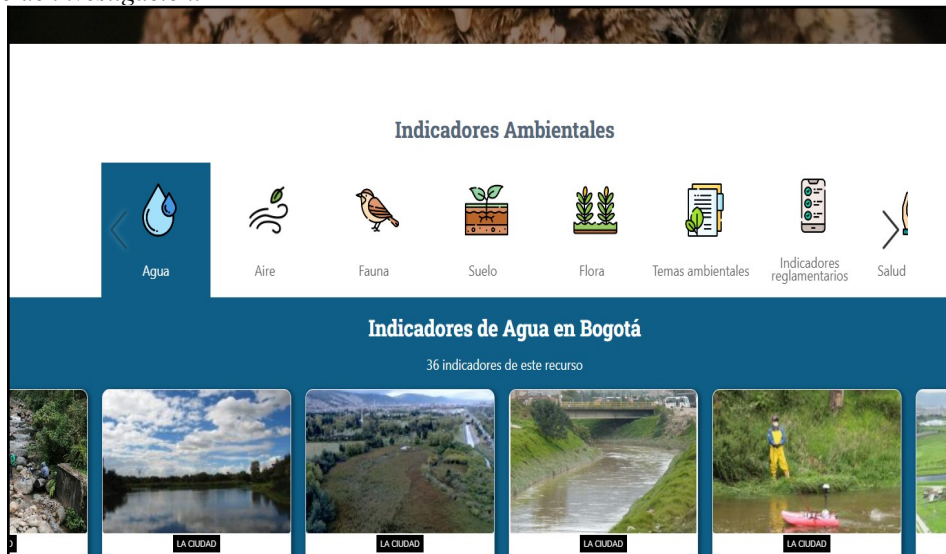 Indicadores Ambientales
Agua
Aire
Fauna
Suelo
Flora
Temas ambientales
Indicadores
reglamentarios
Salud
Indicadores de Agua en Bogotá
36 indicadores de este recurso
LA CIUDAD
LA CIUDAD
LA CIUDAD
LA CIUDAD